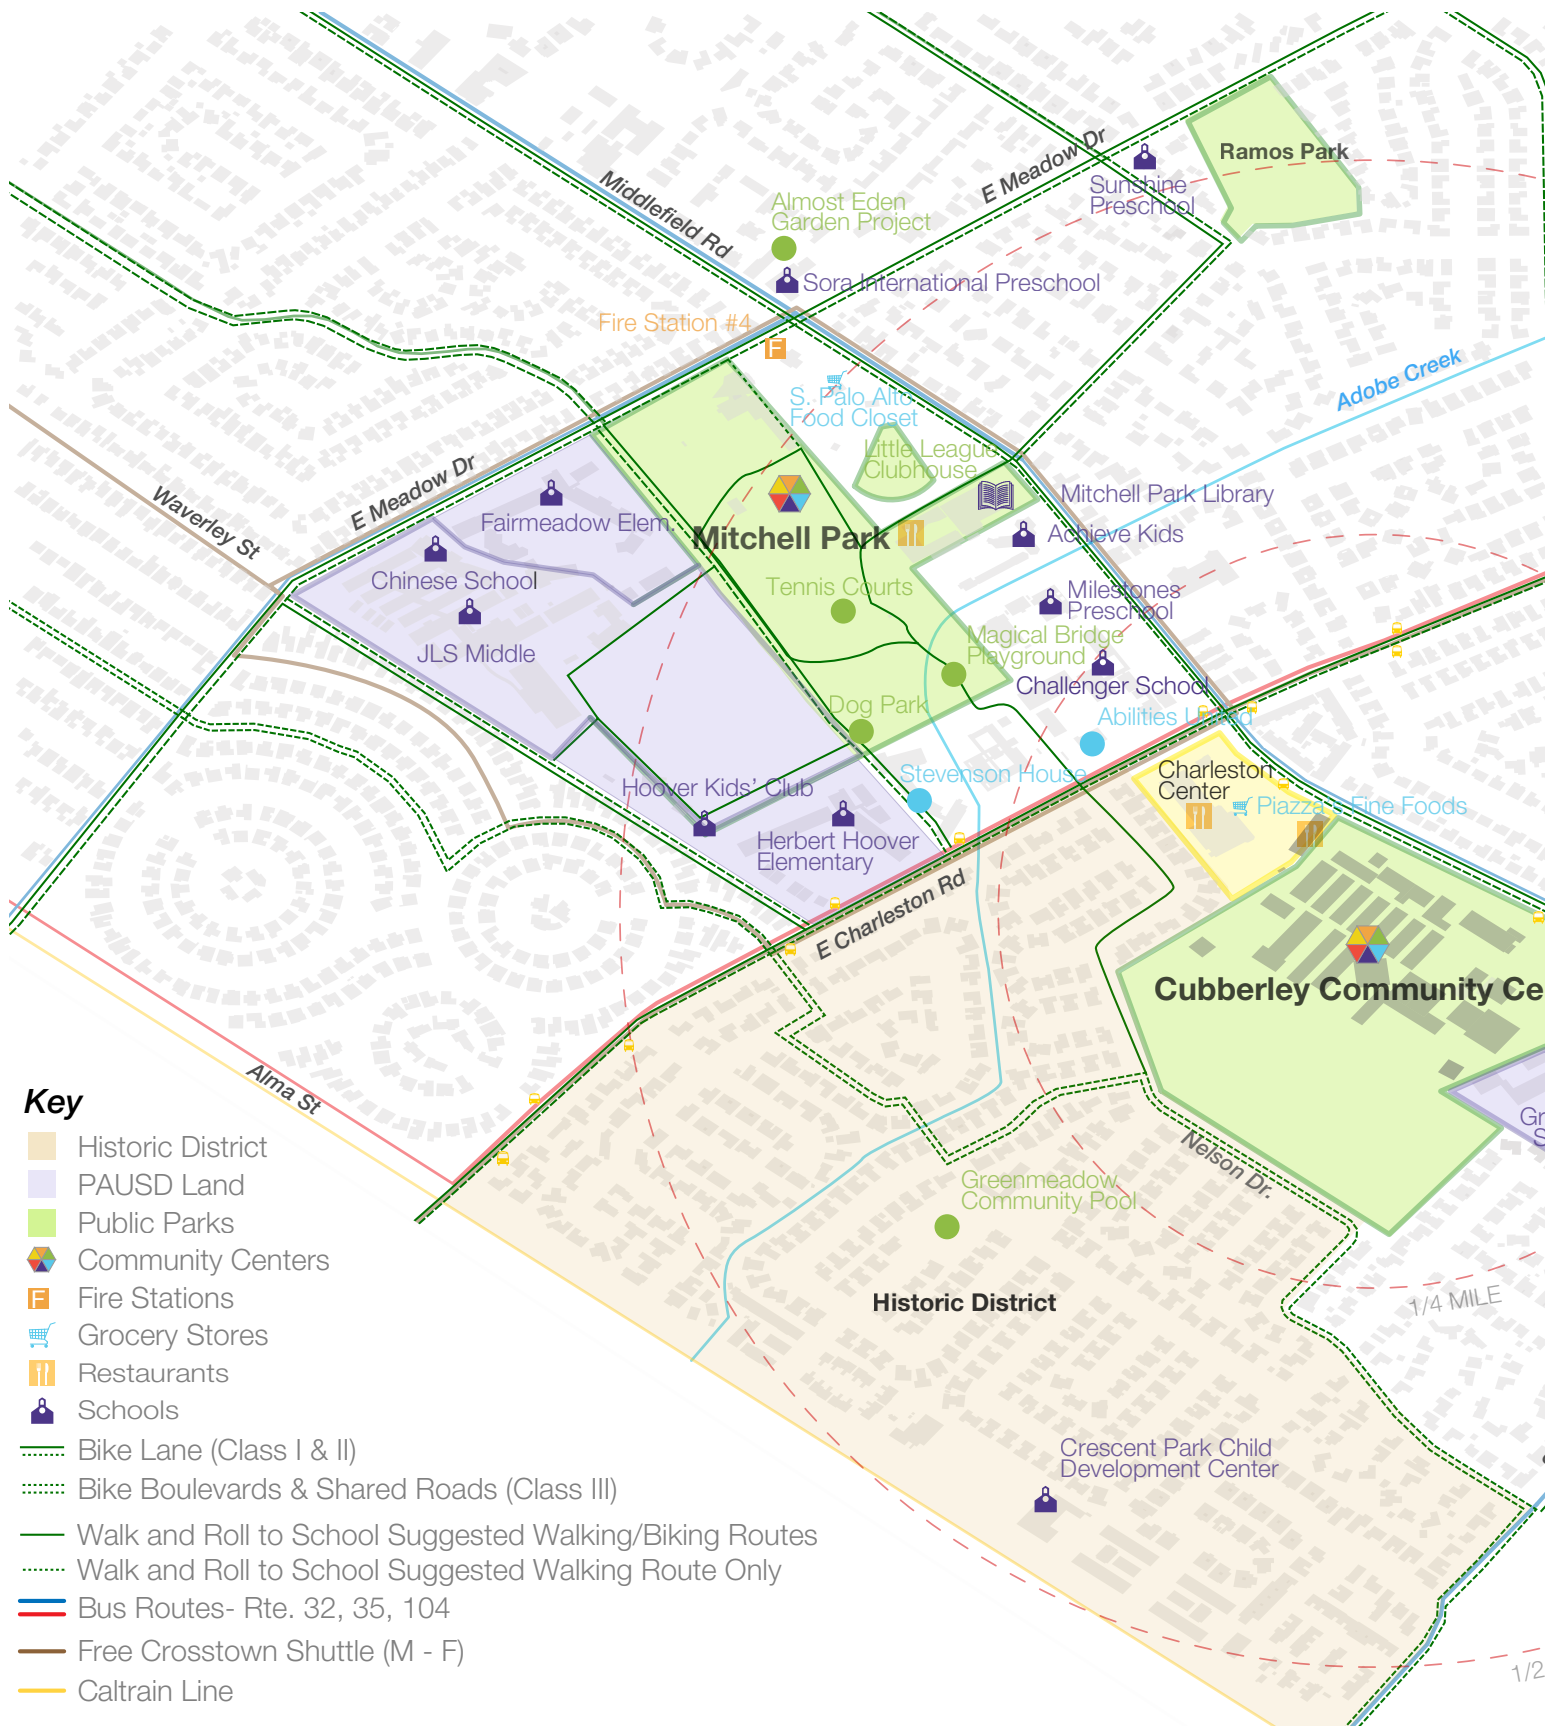 E Meadow Dr
Ramos Park
Sunshine
Preschool
Middlefield Rd
Almost Eden
Garden Project
Sora International Preschool
Fire Station #4
F
S. Palo Alto
Food Closet
Adobe Creek
Little League
Clubhouse
E Meadow Dr
Waverley St
Fairmeadow Elem.
Mitchell Park Library
Mitchell Park
Achieve Kids
Chinese School
Tennis Courts
Milestones
Preschool
JLS Middle
Magical Bridge
Playground
Challenger School
Dog Park
Abilities United
Stevenson House
Charleston
Center
Hoover Kids' Club
Piazza's Fine Foods
Herbert Hoover
Elementary
E Charleston Rd
Cubberley Community Ce
Alma St
Gr
S
Nelson Dr.
Greenmeadow
Community Pool
Historic District
1/4 MILE
Crescent Park Child
Development Center
1/2
Key
Historic District
PAUSD Land
Public Parks
Community Centers
F
Fire Stations
Grocery Stores
Restaurants
Schools
Bike Lane (Class I & II)
Bike Boulevards & Shared Roads (Class III)
Walk and Roll to School Suggested Walking/Biking Routes
Walk and Roll to School Suggested Walking Route Only
Bus Routes- Rte. 32, 35, 104
Free Crosstown Shuttle (M - F)
Caltrain Line